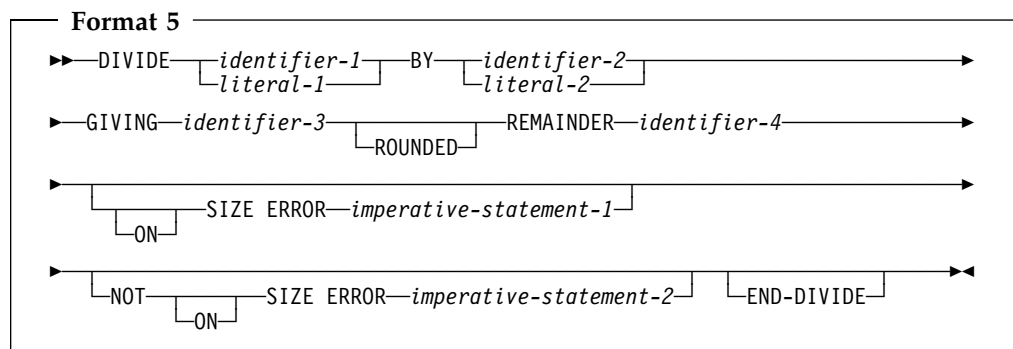 Format 5
DIVIDE identifier-1 BY identifier-2
literal-1 literal-2
GIVING identifier-3 REMAINDER identifier-4
ROUNDED
SIZE ERROR imperative-statement-1
ON
NOT SIZE ERROR imperative-statement-2 END-DIVIDE
ON